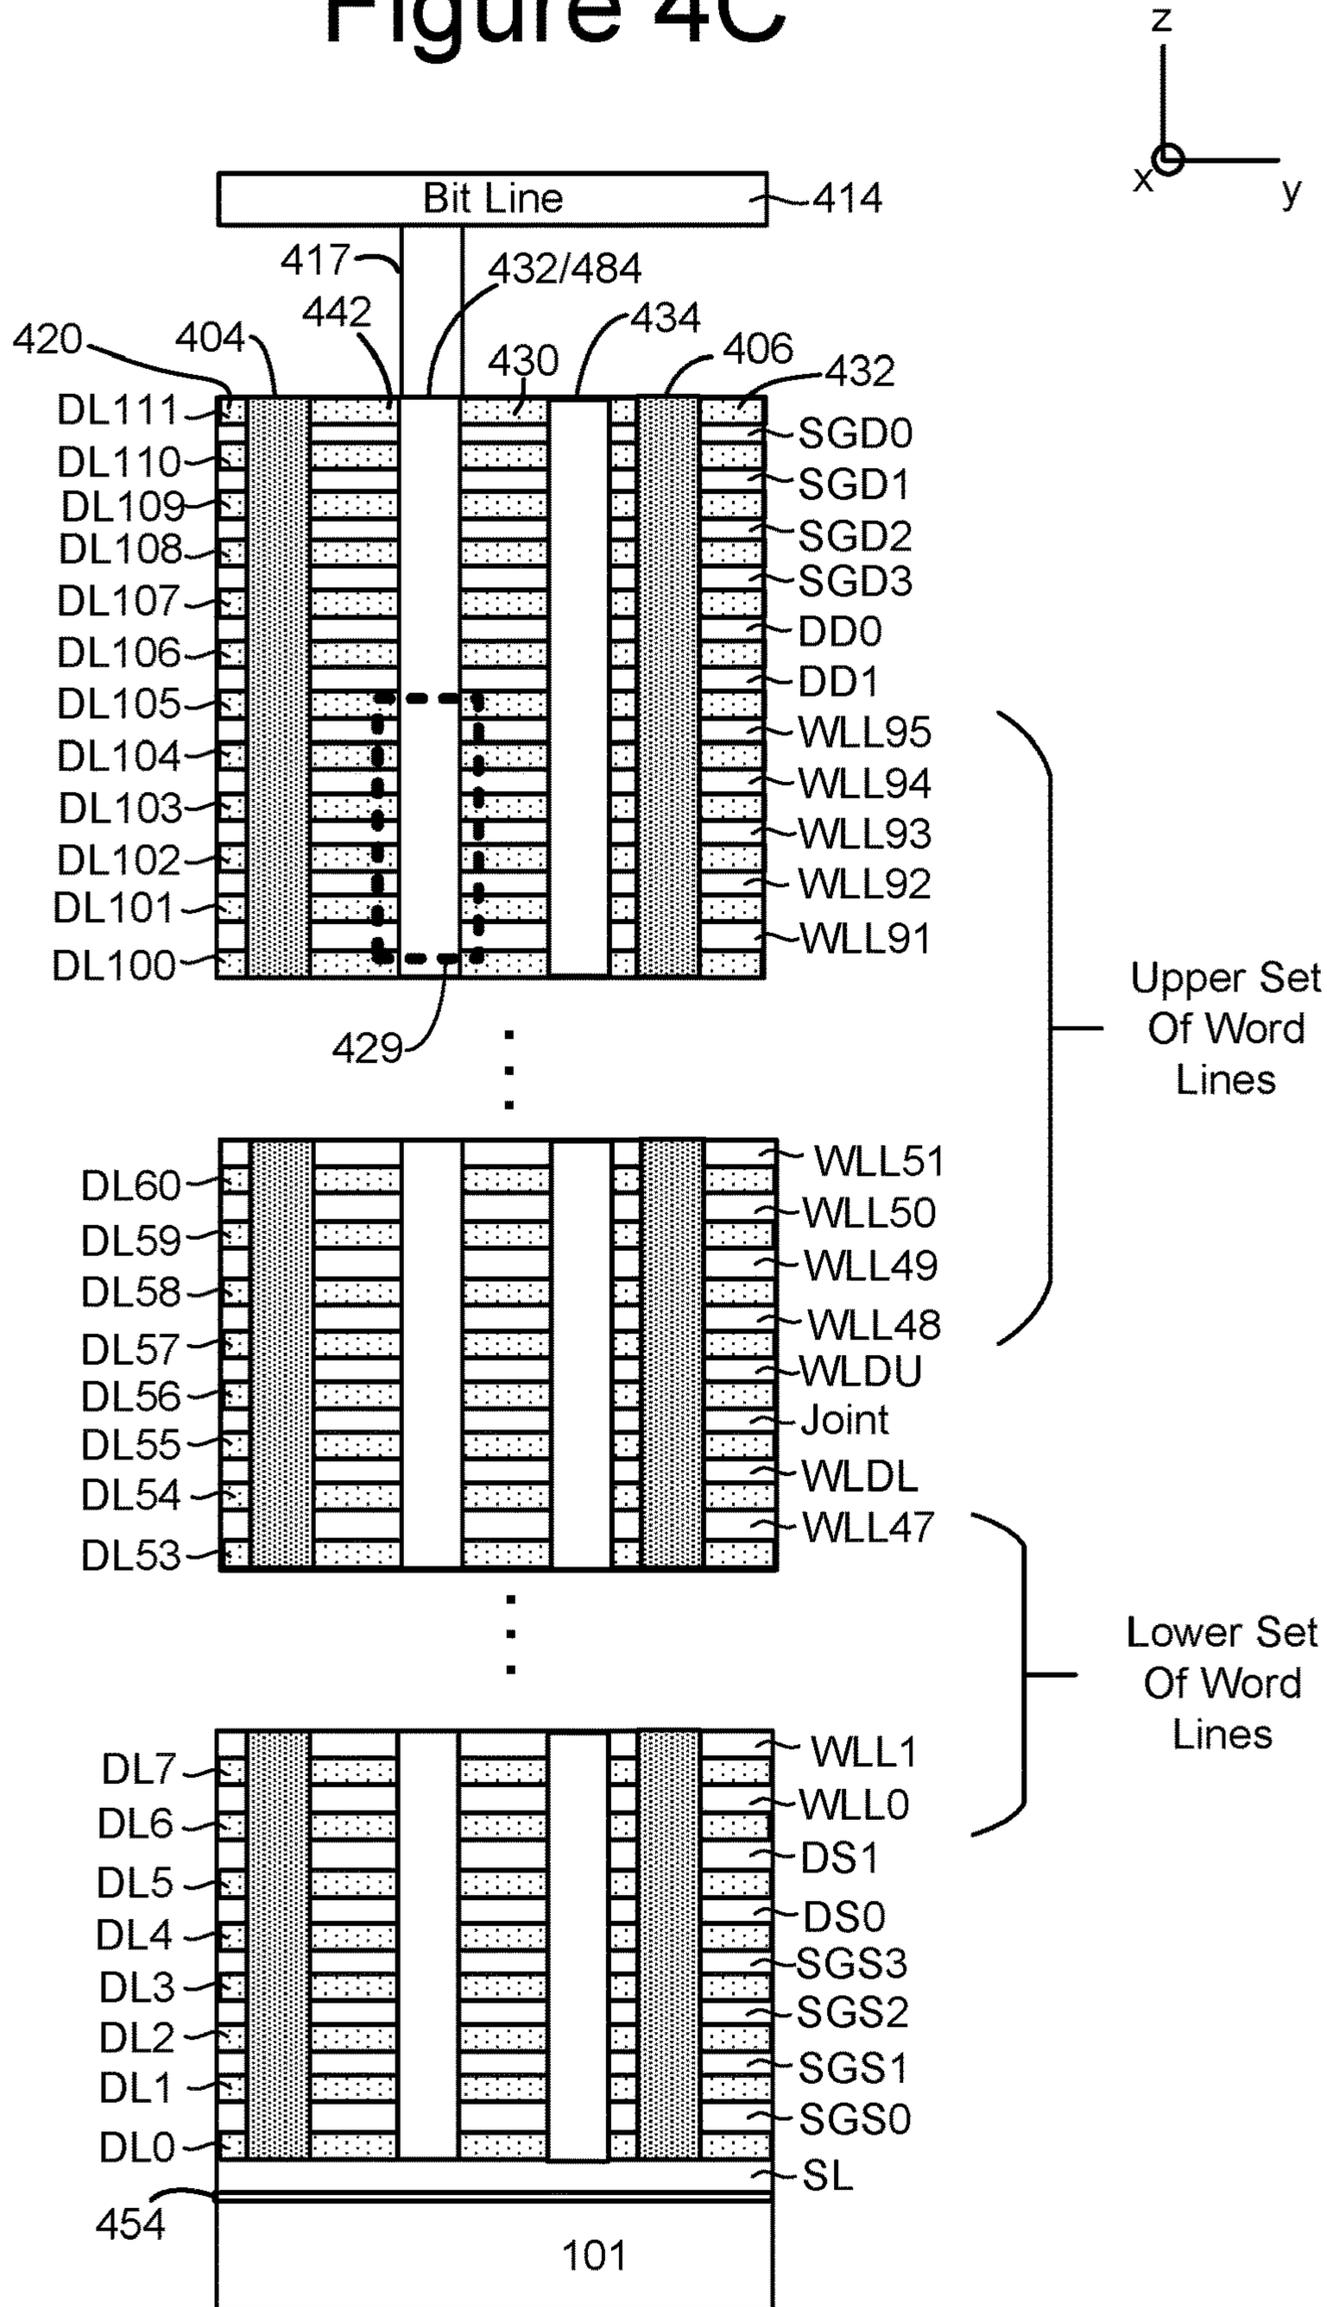 Figure 4C
z
x
y
Bit Line
414
417
432/484
442
434
420
404
430
406
432
DL111
SGD0
DL110
SGD1
DL109
SGD2
DL108
SGD3
DL107
DD0
DL106
DD1
DL105
WLL95
DL104
WLL94
DL103
WLL93
DL102
WLL92
DL101
WLL91
DL100
Upper Set
Of Word
Lines
429
WLL51
DL60
WLL50
DL59
WLL49
DL58
WLL48
DL57
WLDU
DL56
Joint
DL55
WLDL
DL54
WLL47
DL53
Lower Set
Of Word
Lines
WLL1
DL7
WLL0
DL6
DS1
DL5
DS0
DL4
SGS3
DL3
SGS2
DL2
SGS1
DL1
SGS0
DL0
SL
454
101